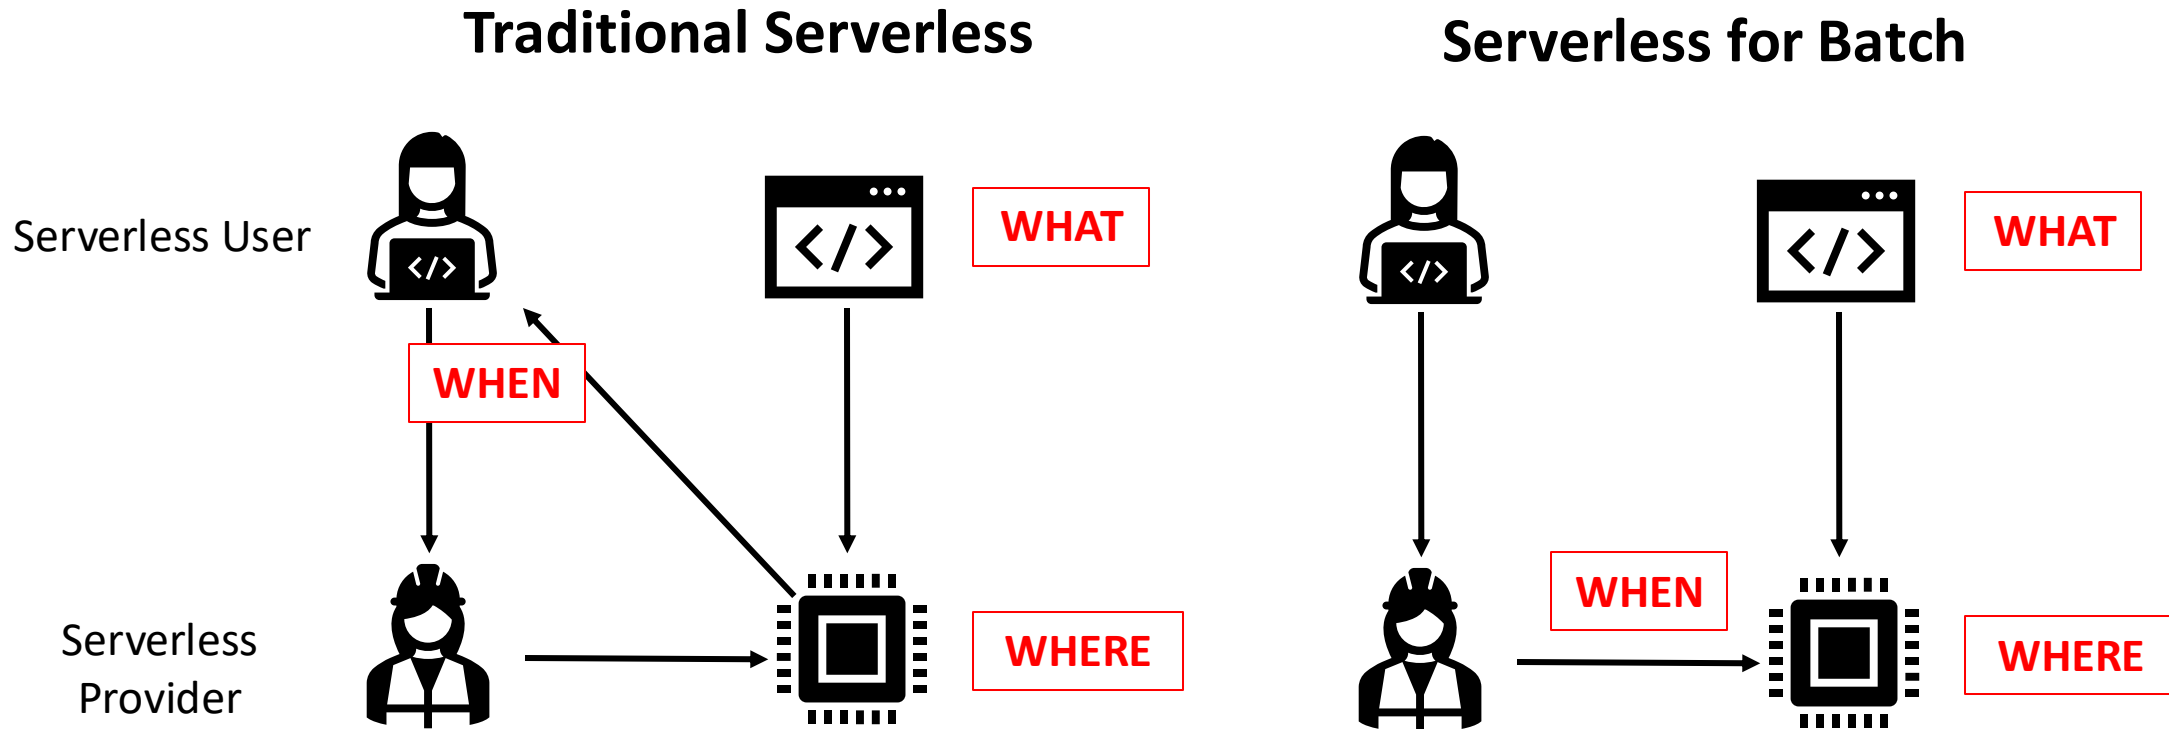 Traditional Serverless
Serverless for Batch
Serverless User
</>
</>
WHAT
</>
</>
WHAT
WHEN
WHEN
Serverless
Provider
WHERE
WHERE